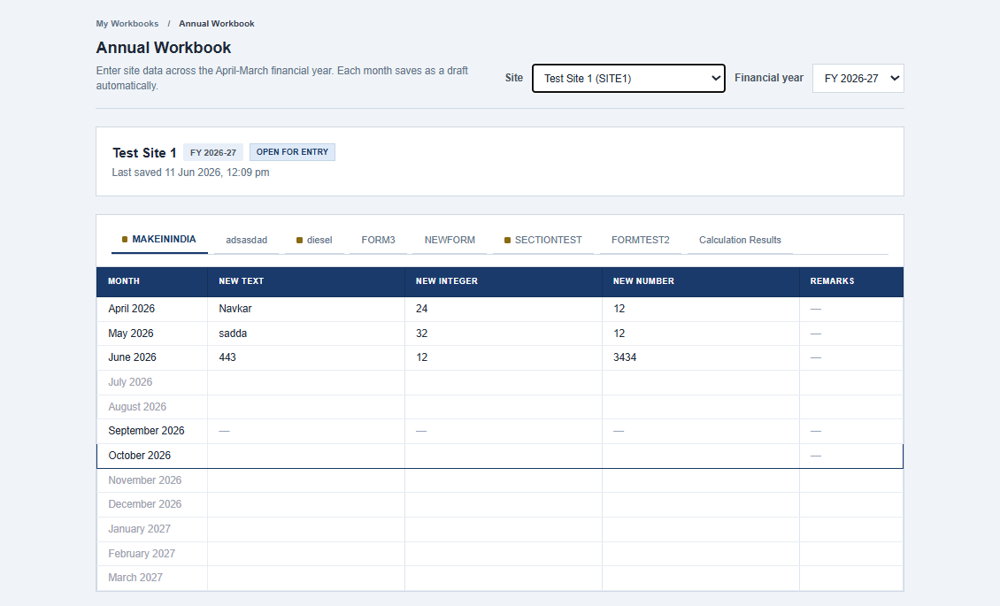 My Workbooks / Annual Workbook
Annual Workbook
Enter site data across the April-March financial year. Each month saves as a draft
automatically.
Site Test Site 1 (SITE1) Financial year FY 2026-27
Test Site 1 FY 2026-27 OPEN FOR ENTRY
Last saved 11 Jun 2026, 12:09 pm
MAKEININDIA adsasdad diesel FORM3 NEWFORM SECTIONTEST FORMTEST2 Calculation Results
MONTH NEW TEXT NEW INTEGER NEW NUMBER REMARKS
April 2026 Navkar 24 12 —
May 2026 sadda 32 12 —
June 2026 443 12 3434 —
July 2026
August 2026
September 2026 — — — —
October 2026 —
November 2026
December 2026
January 2027
February 2027
March 2027